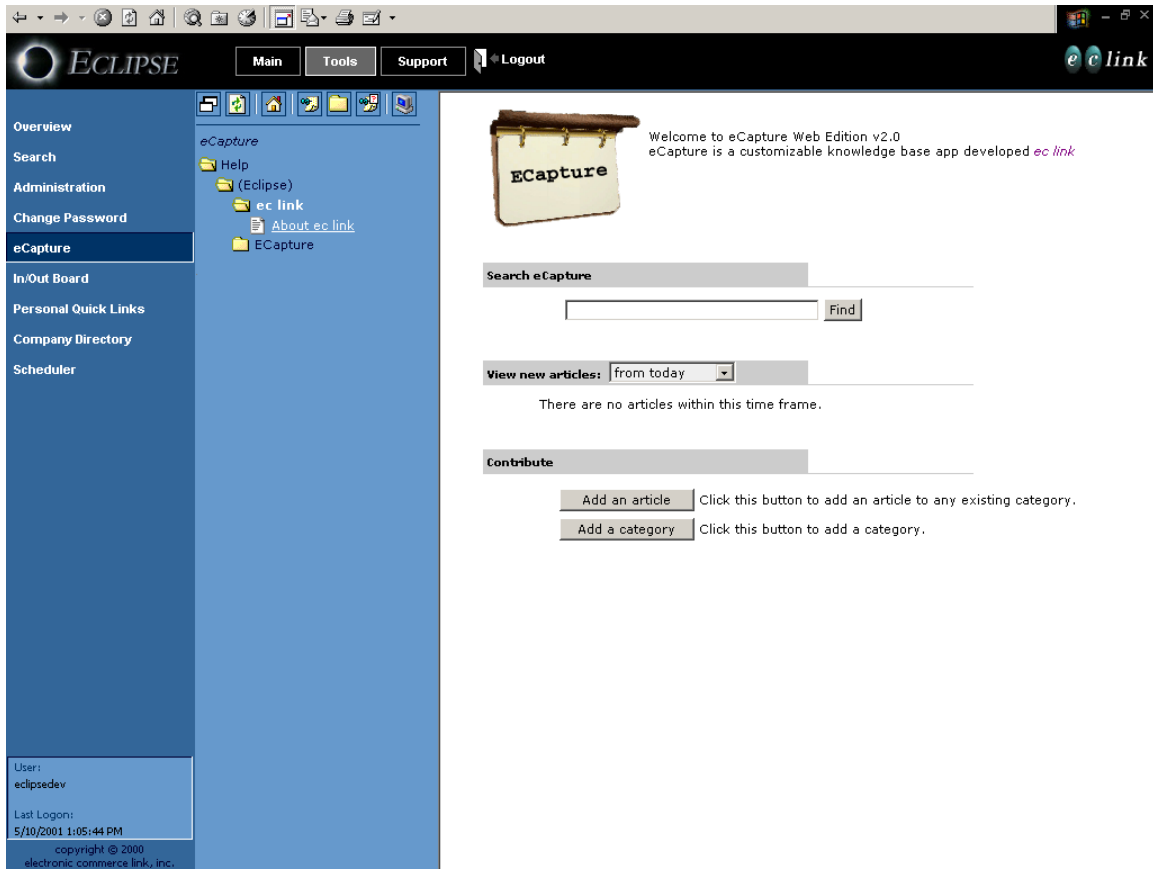 ECLIPSE
Main
Tools
Support
Logout
e c link
Overview
Search
Administration
Change Password
eCapture
In/Out Board
Personal Quick Links
Company Directory
Scheduler
User:
eclipsedev
Last Logon:
5/10/2001 1:05:44 PM
copyright © 2000
electronic commerce link, inc.
eCapture
Help
(Eclipse)
ec link
About ec link
ECapture
ECapture
Welcome to eCapture Web Edition v2.0
eCapture is a customizable knowledge base app developed ec link
Search eCapture
Find
View new articles: from today
There are no articles within this time frame.
Contribute
Add an article Click this button to add an article to any existing category.
Add a category Click this button to add a category.